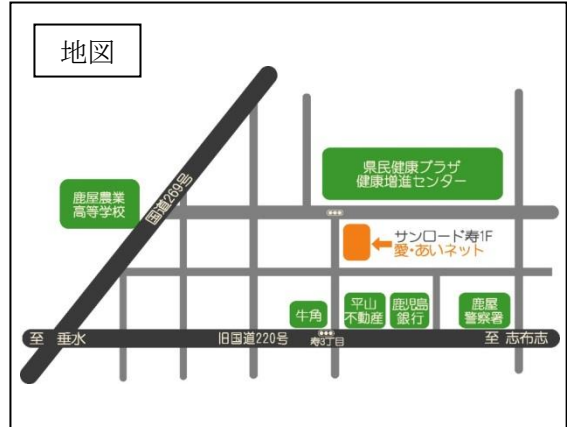 地図
県民健康プラザ
健康増進センター
鹿屋農業
高等学校
国道269号
サンロード寿1F
愛・あいネット
牛角
平山
不動産
鹿児島
銀行
鹿屋
警察署
至 垂水
旧国道220号
寿3丁目
至 志布志